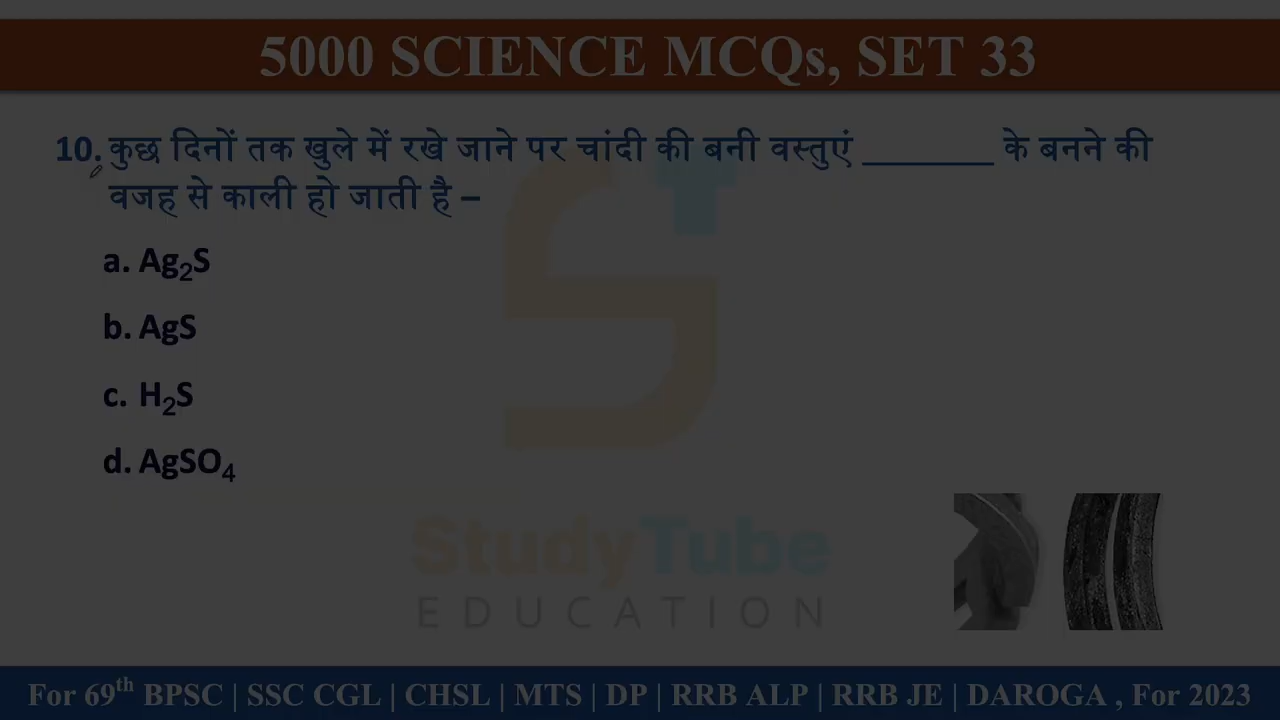 5000 SCIENCE MCQs, SET 33
10. कुछ दिनों तक खुले में रखे जाने पर चांदी की बनी वस्तुएं _______ के बनने की
वजह से काली हो जाती है –
a. Ag₂S
b. AgS
c. H₂S
d. AgSO₄
StudyTube
EDUCATION
For 69th BPSC | SSC CGL | CHSL | MTS | DP | RRB ALP | RRB JE | DAROGA , For 2023